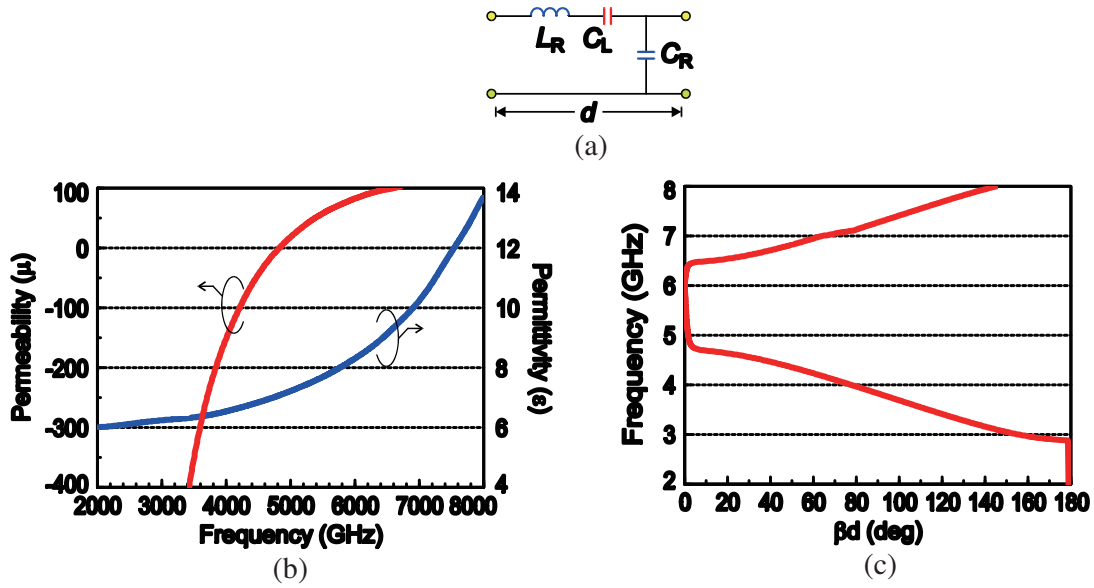 L_R C_L C_R
d
(a)
100 14
0 12
-100 10
-200 8
-300 6
-400 4
Permeability (μ)
Permittivity (ε)
2000 3000 4000 5000 6000 7000 8000
Frequency (GHz)
(b)
8
7
6
5
4
3
2
Frequency (GHz)
0 20 40 60 80 100 120 140 160 180
βd (deg)
(c)